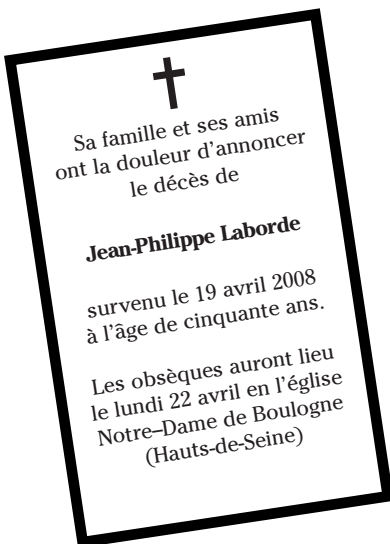 Sa famille et ses amis
ont la douleur d'annoncer
le décès de
Jean-Philippe Laborde
survenu le 19 avril 2008
à l'âge de cinquante ans.
Les obsèques auront lieu
le lundi 22 avril en l'église
Notre–Dame de Boulogne
(Hauts-de-Seine)